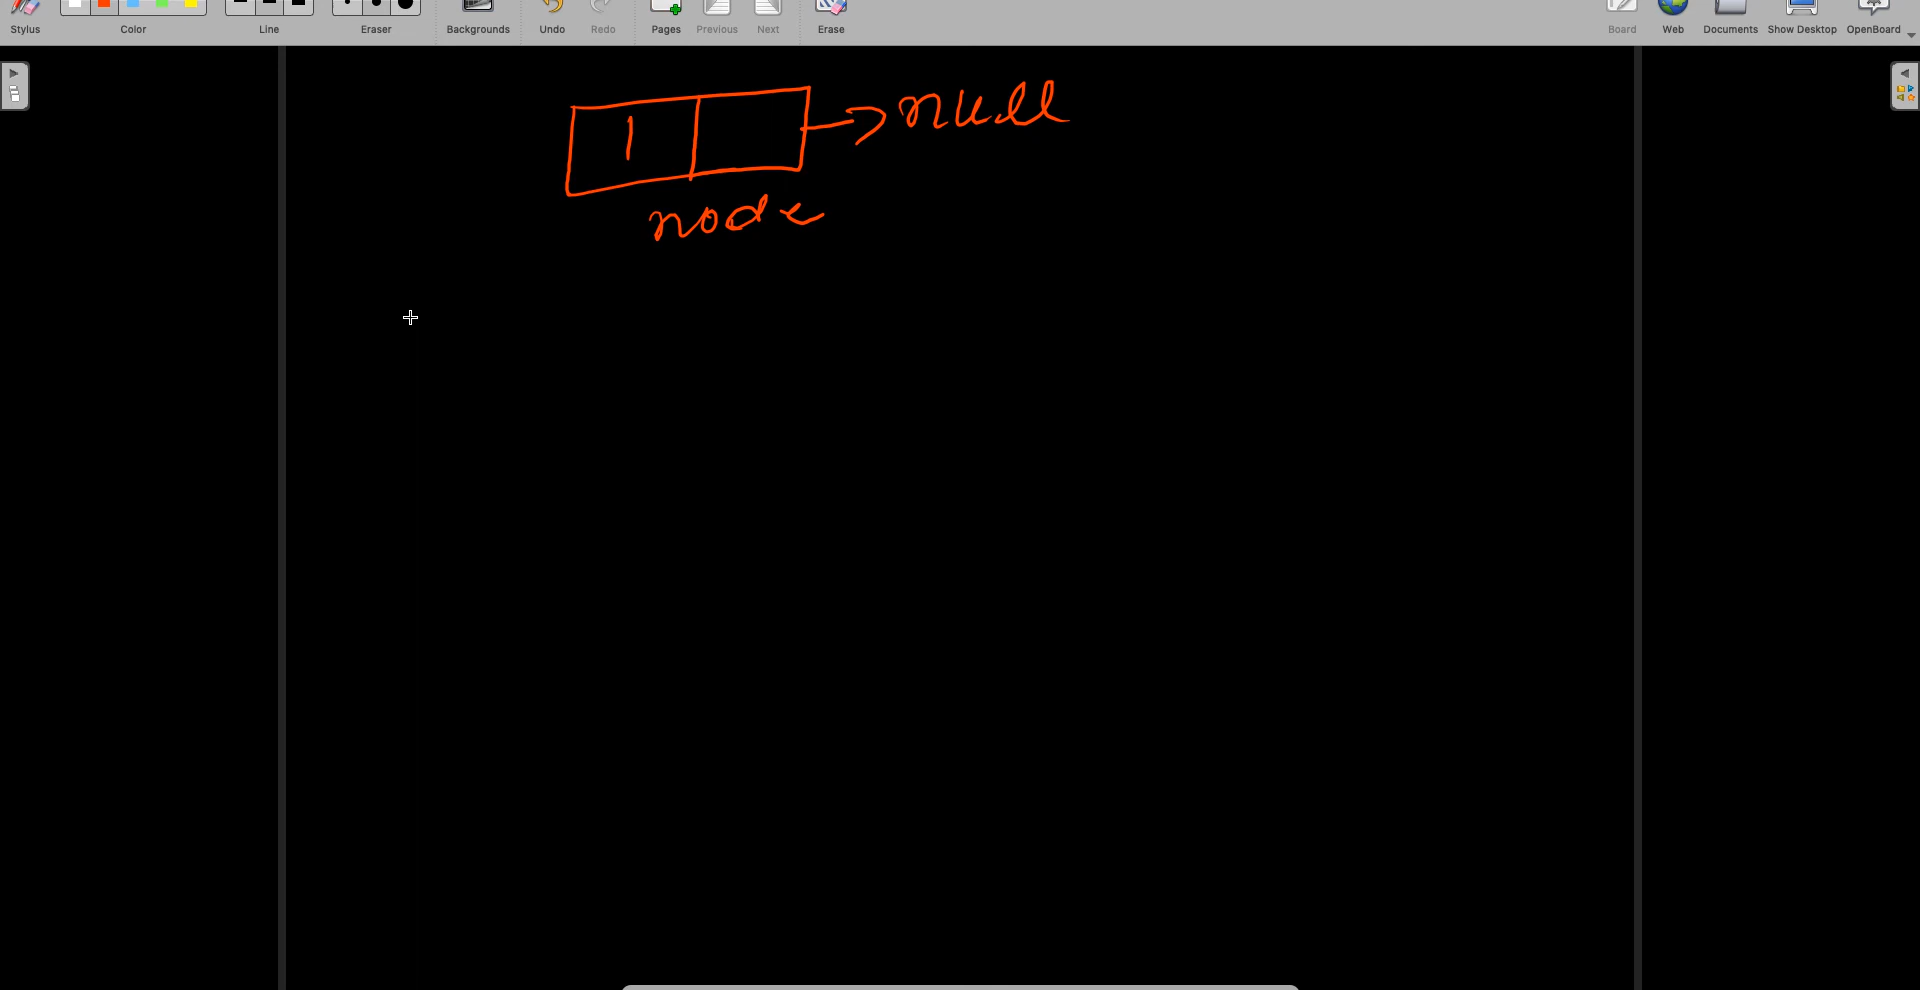 Stylus Color Line Eraser Backgrounds Undo Redo Pages Previous Next Erase Board Web Documents Show Desktop OpenBoard
1 → null
node